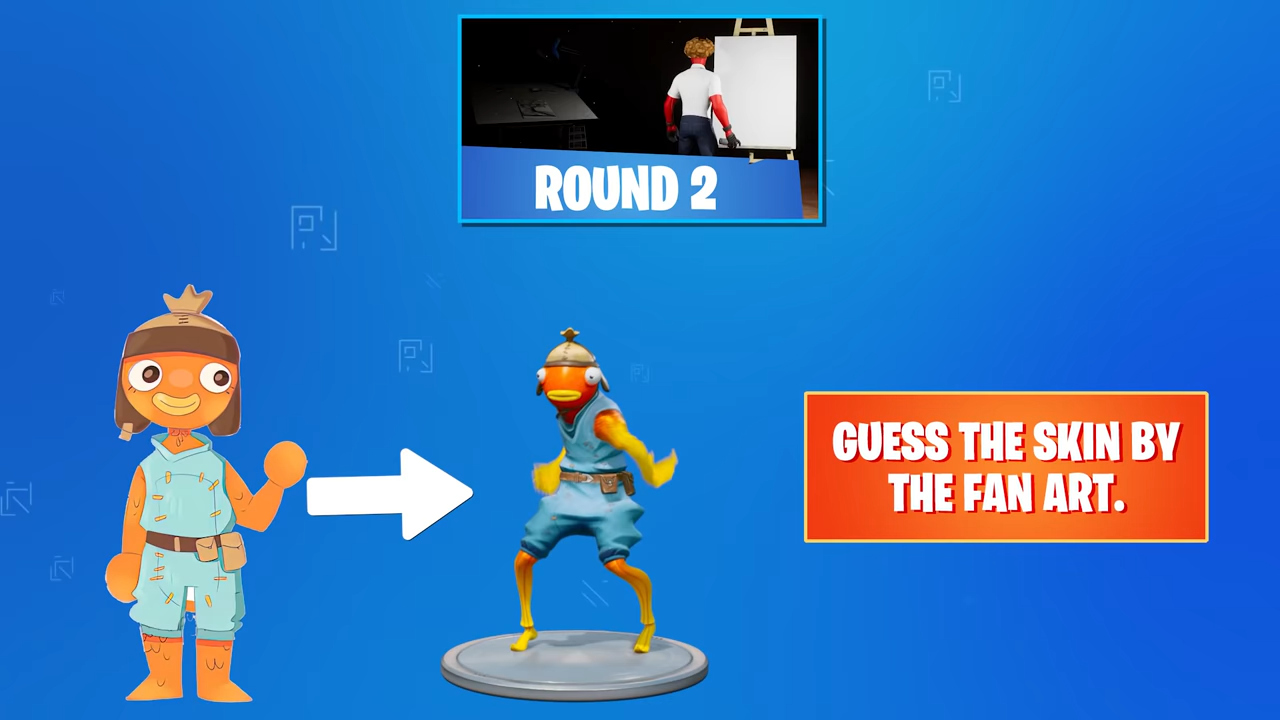 ROUND 2
GUESS THE SKIN BY
THE FAN ART.